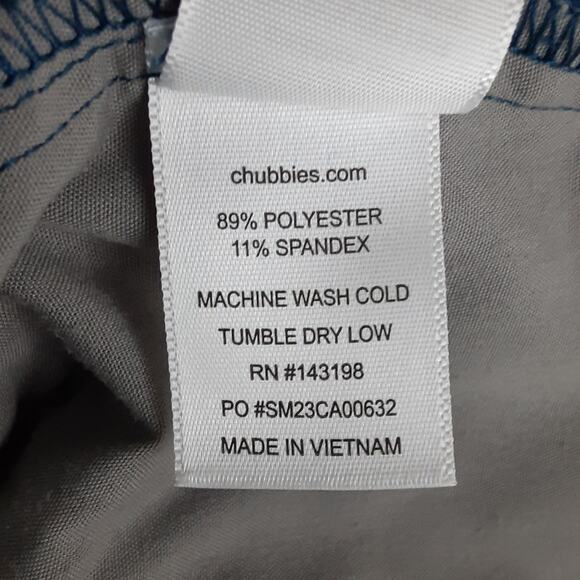 chubbies.com
89% POLYESTER
11% SPANDEX
MACHINE WASH COLD
TUMBLE DRY LOW
RN #143198
PO #SM23CA00632
MADE IN VIETNAM